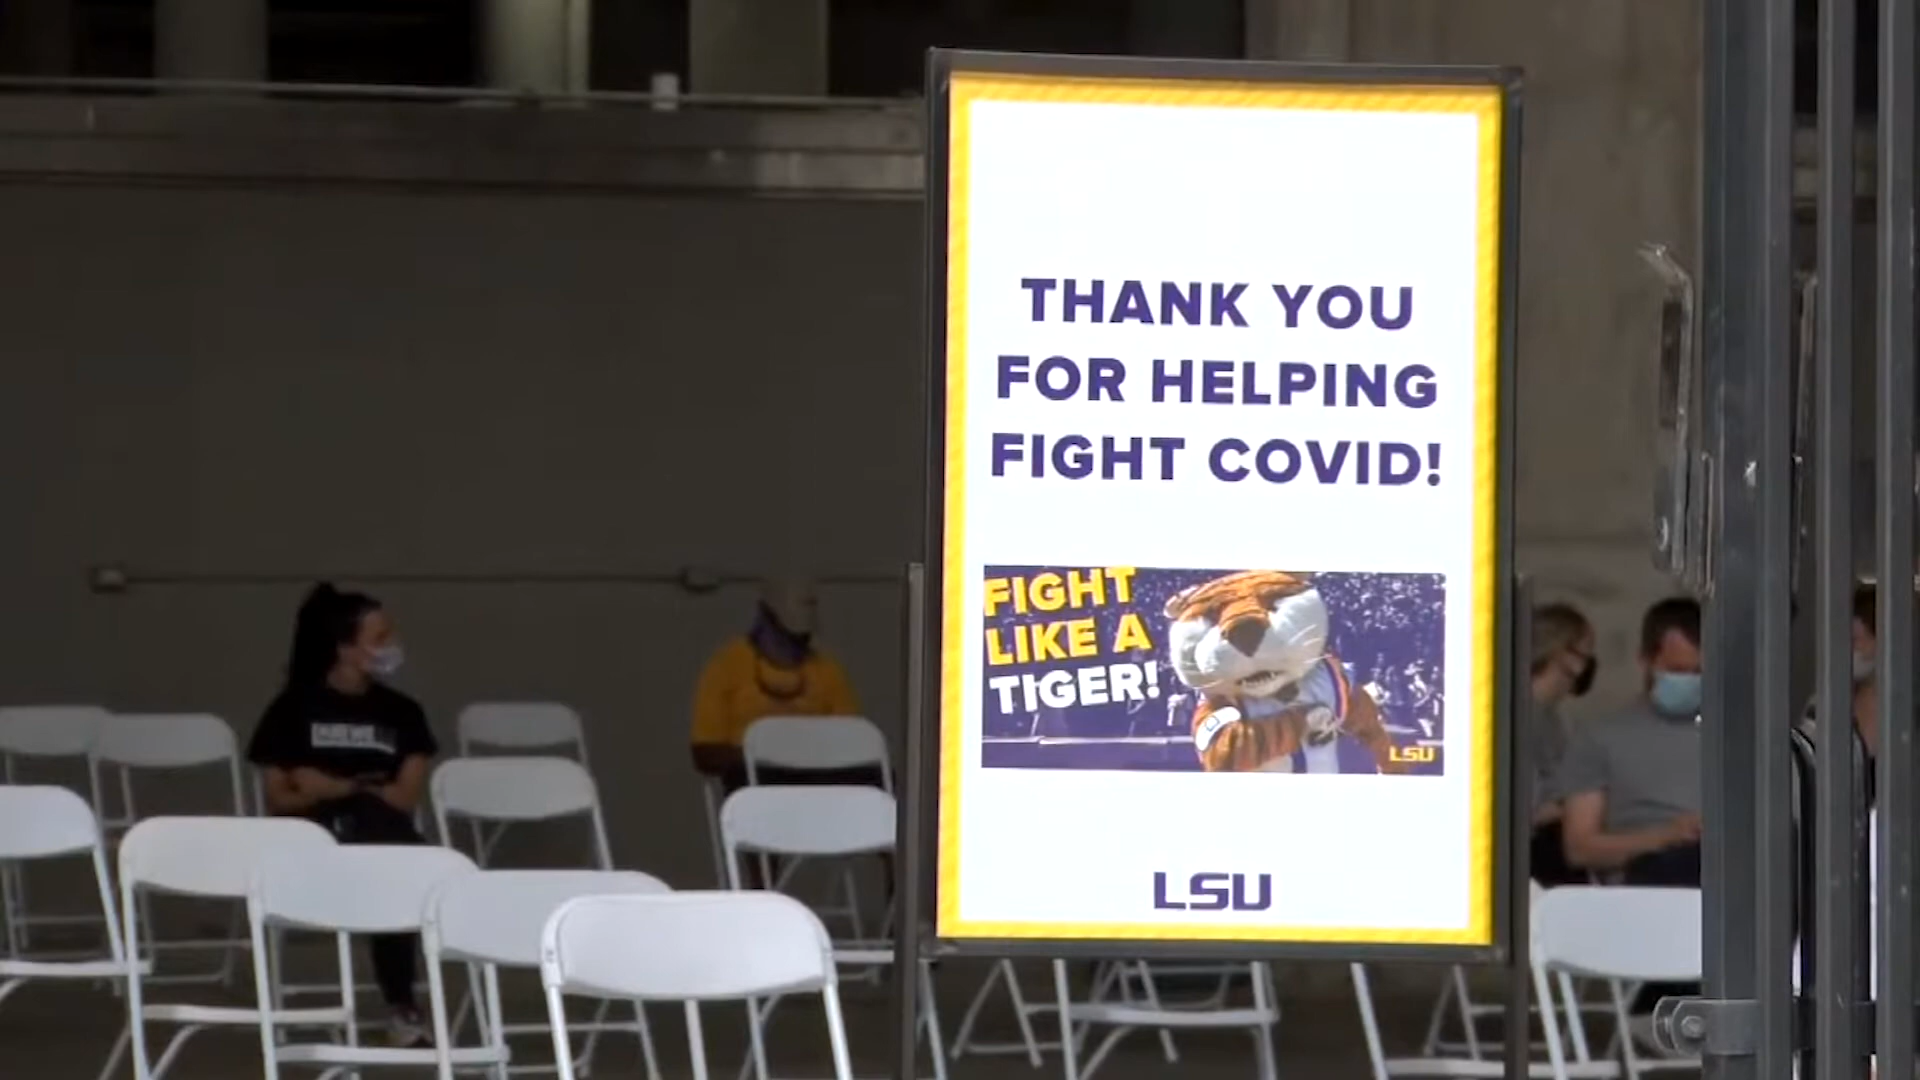 THANK YOU
FOR HELPING
FIGHT COVID!
FIGHT
LIKE A
TIGER!
LSU
LSU